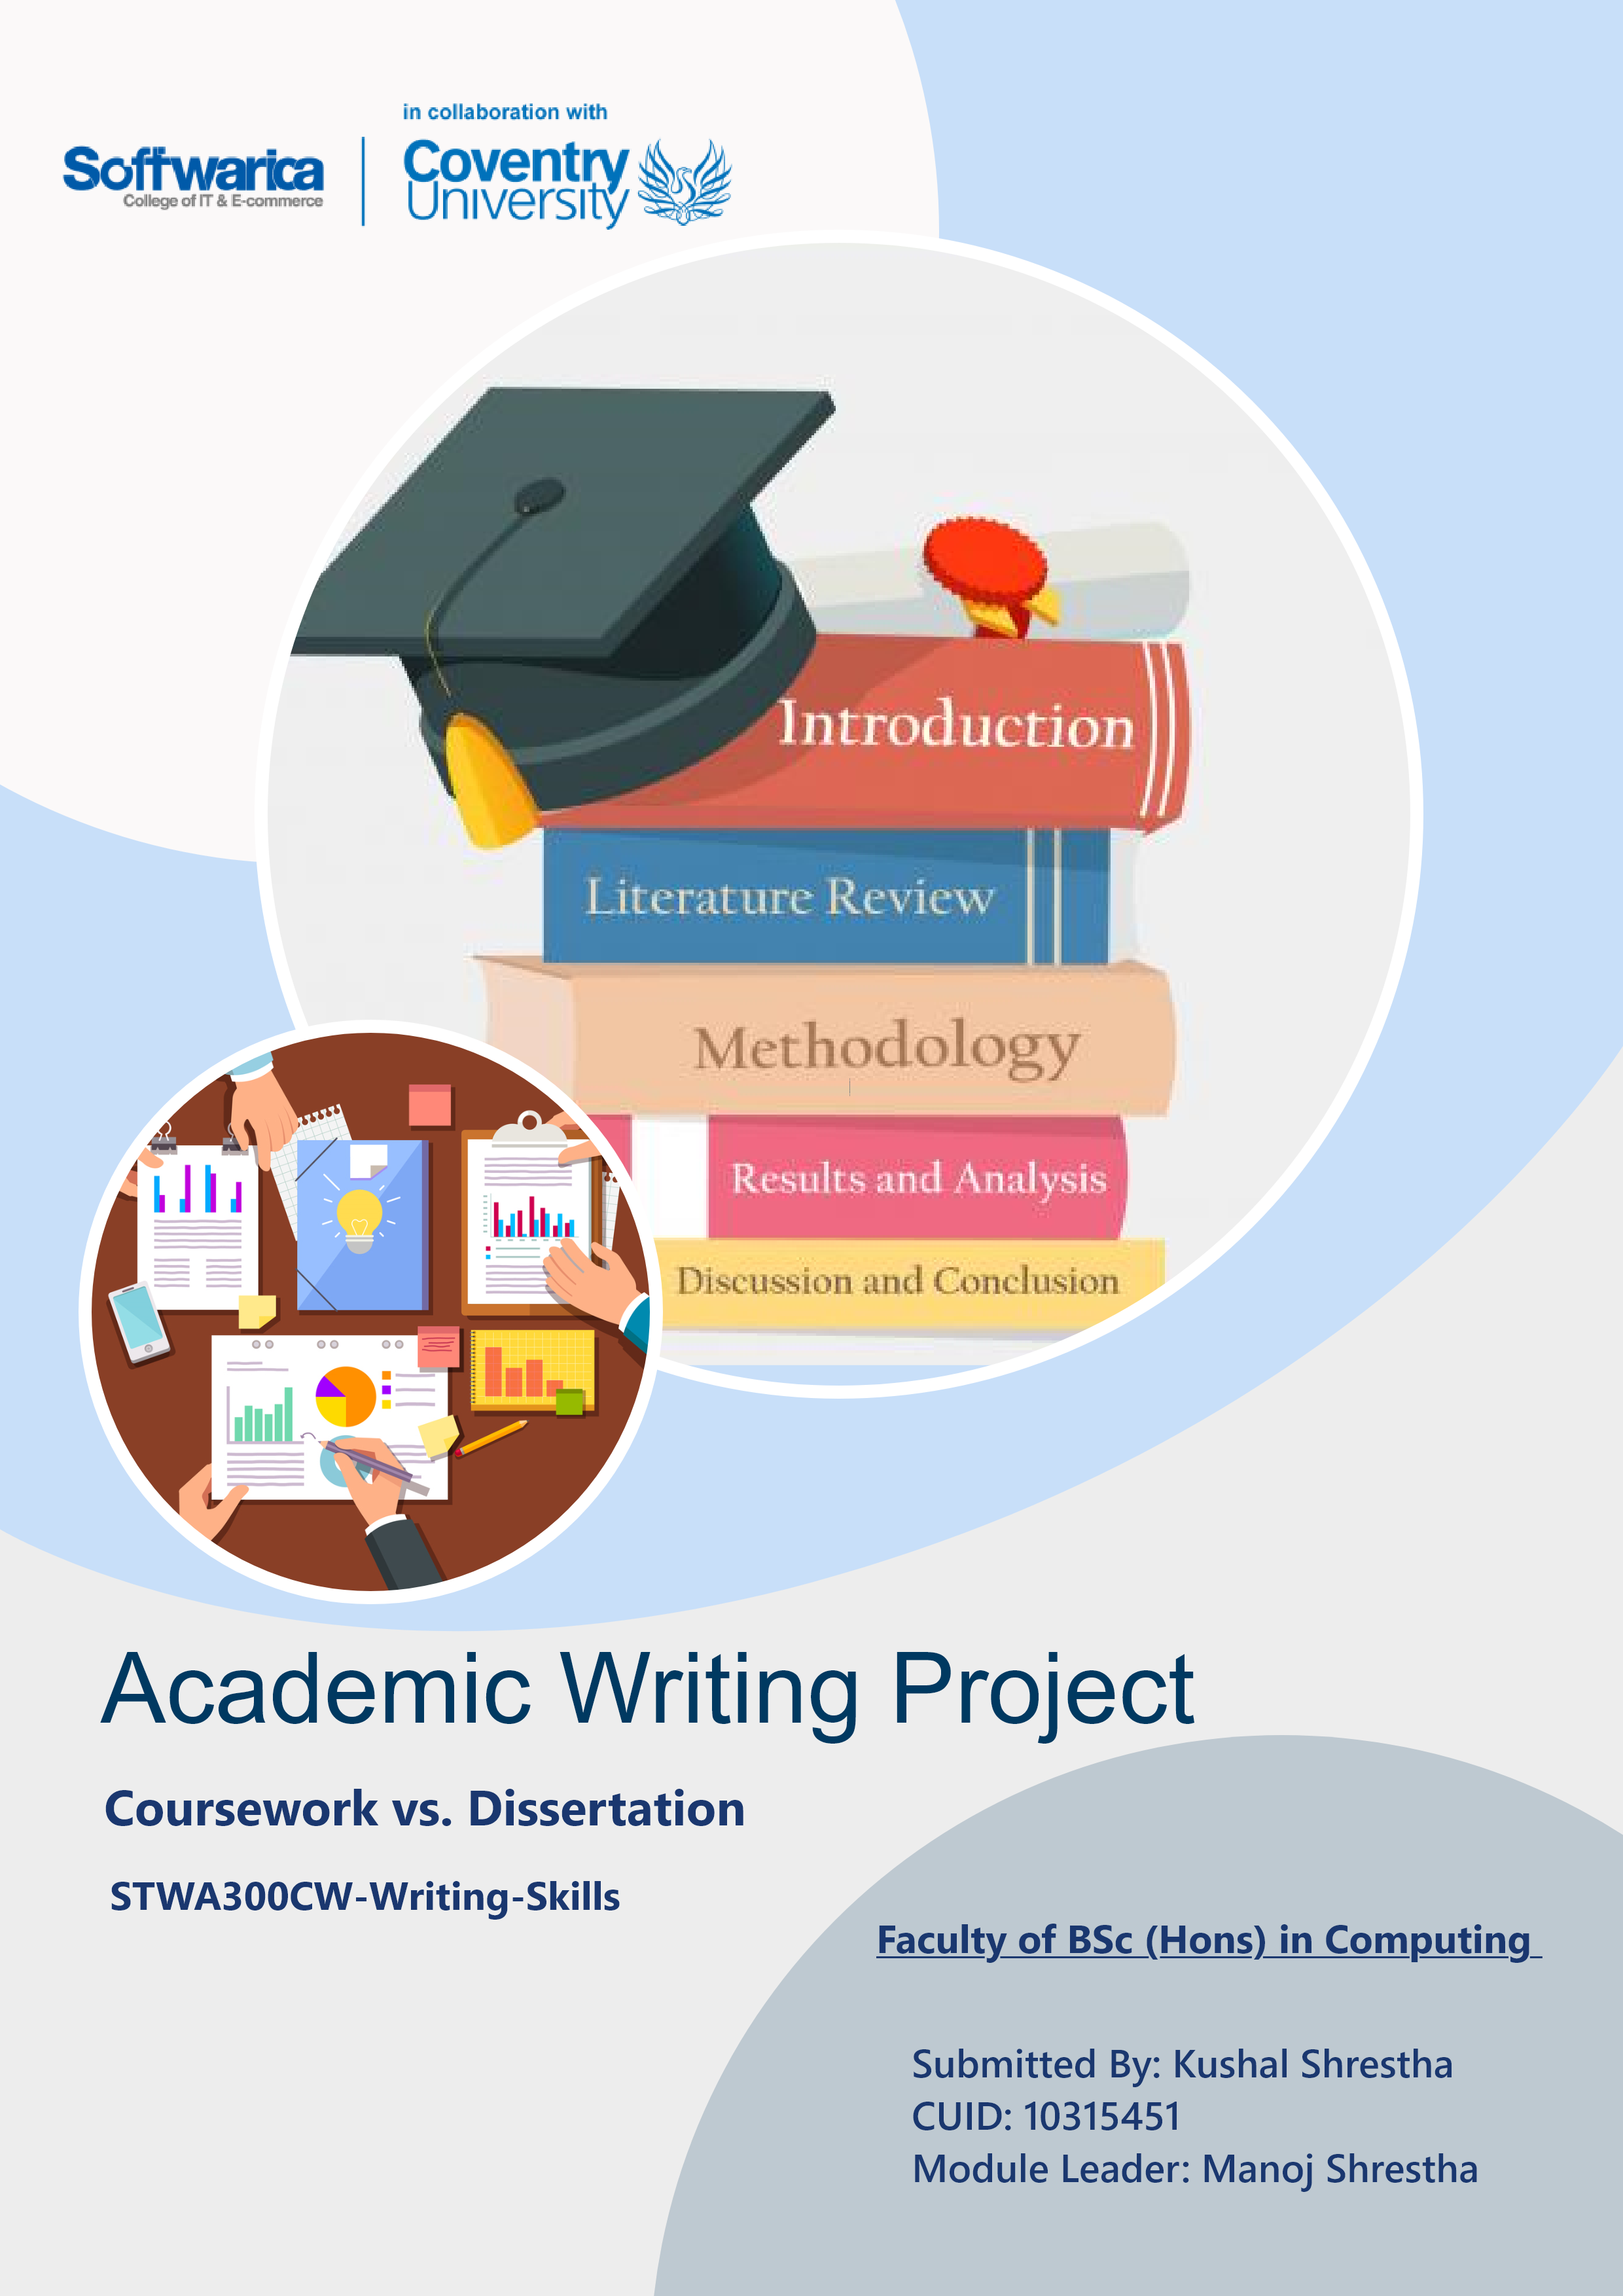 in collaboration with
Softwarica
College of IT & E-commerce
Coventry
University
Introduction
Literature Review
Methodology
Results and Analysis
Discussion and Conclusion
Academic Writing Project
Coursework vs. Dissertation
STWA300CW-Writing-Skills
Faculty of BSc (Hons) in Computing
Submitted By: Kushal Shrestha
CUID: 10315451
Module Leader: Manoj Shrestha